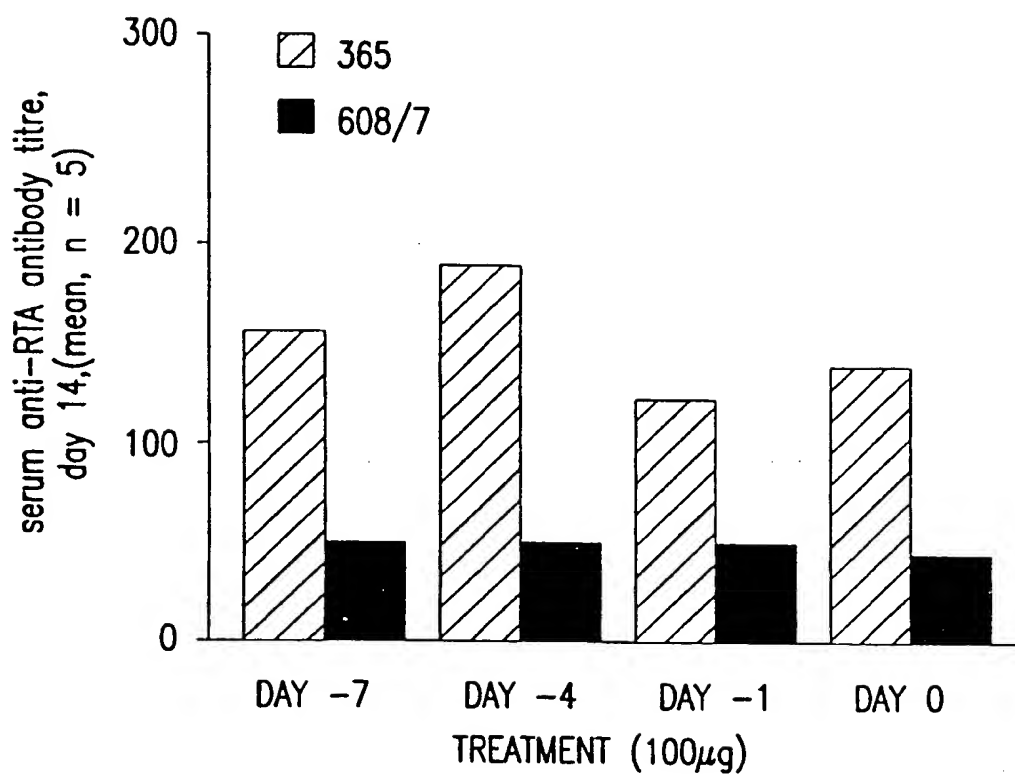 300
200
100
0
365
608/7
serum anti-RTA antibody titre,
day 14,(mean, n = 5)
DAY -7 DAY -4 DAY -1 DAY 0
TREATMENT (100μg)